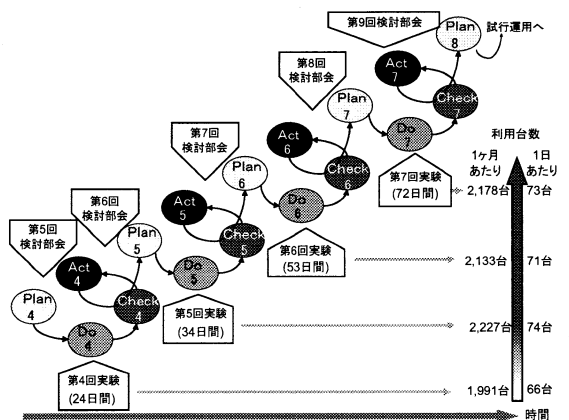 第9回検討部会
Plan
8
試行運用へ
Act
7
Check
7
第8回
検討部会
Plan
7
Do
7
Act
6
Check
6
第7回
検討部会
Plan
6
Do
6
Act
5
Check
5
第6回
検討部会
第5回
検討部会
Plan
5
Do
5
Act
4
Check
4
Plan
4
Do
4
第4回実験
(24日間)
第5回実験
(34日間)
第6回実験
(53日間)
第7回実験
(72日間)
利用台数
1ヶ月
あたり
1日
あたり
2,178台 73台
2,133台 71台
2,227台 74台
1,991台 66台
時間